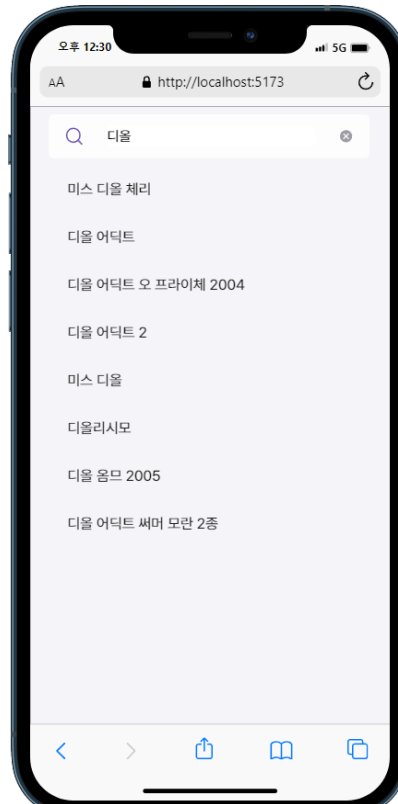 오후 12:30
5G
AA http://localhost:5173
디올
미스 디올 체리
디올 어딕트
디올 어딕트 오 프라이체 2004
디올 어딕트 2
미스 디올
디올리시모
디올 옴므 2005
디올 어딕트 써머 모란 2종